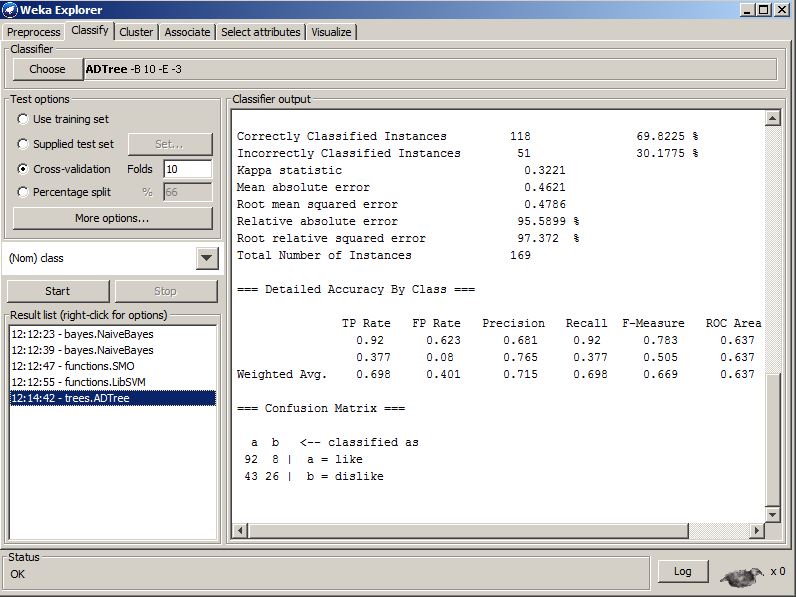 Weka Explorer
Preprocess Classify Cluster Associate Select attributes Visualize
Classifier
Choose ADTree -B 10 -E -3
Test options
Use training set
Supplied test set Set...
Cross-validation Folds 10
Percentage split % 66
More options...
(Nom) class
Start Stop
Result list (right-click for options)
12:12:23 - bayes.NaiveBayes
12:12:39 - bayes.NaiveBayes
12:12:47 - functions.SMO
12:12:55 - functions.LibSVM
12:14:42 - trees.ADTree
Classifier output
Correctly Classified Instances 118 69.8225 %
Incorrectly Classified Instances 51 30.1775 %
Kappa statistic 0.3221
Mean absolute error 0.4621
Root mean squared error 0.4786
Relative absolute error 95.5899 %
Root relative squared error 97.372 %
Total Number of Instances 169
=== Detailed Accuracy By Class ===
TP Rate FP Rate Precision Recall F-Measure ROC Area
0.92 0.623 0.681 0.92 0.783 0.637
0.377 0.08 0.765 0.377 0.505 0.637
Weighted Avg. 0.698 0.401 0.715 0.698 0.669 0.637
=== Confusion Matrix ===
a b <-- classified as
92 8 | a = like
43 26 | b = dislike
Status
OK
Log x 0